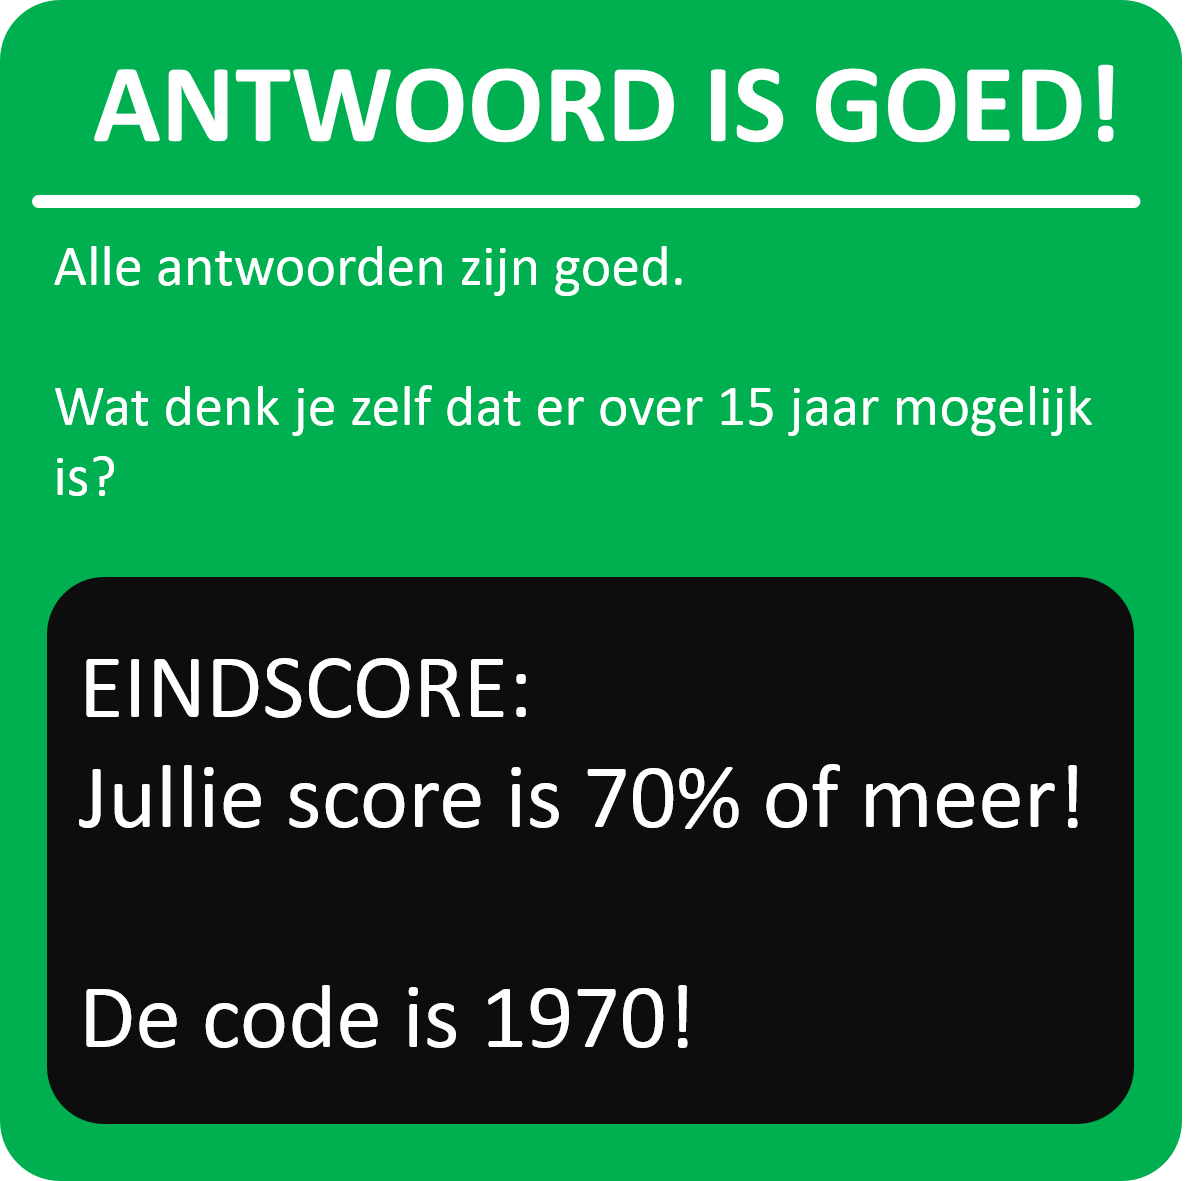 ANTWOORD IS GOED!
Alle antwoorden zijn goed.
Wat denk je zelf dat er over 15 jaar mogelijk
is?
EINDSCORE:
Jullie score is 70% of meer!
De code is 1970!